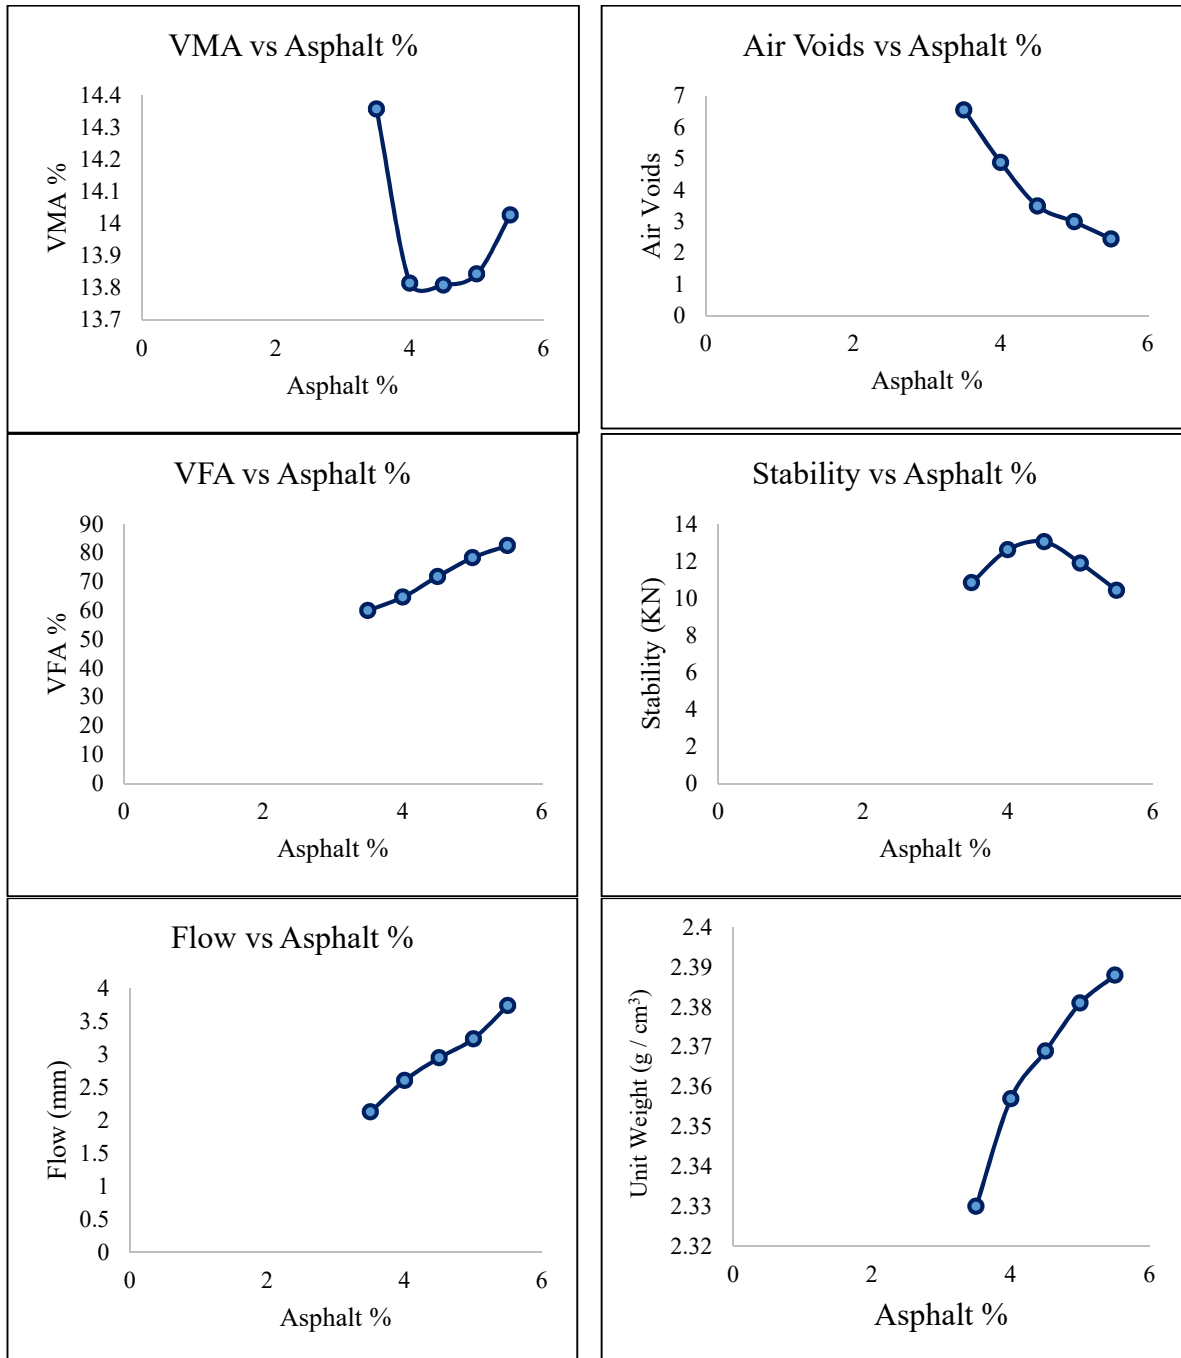 VMA vs Asphalt %
VMA %
14.4
14.3
14.2
14.1
14
13.9
13.8
13.7
0 2 4 6
Asphalt %
Air Voids vs Asphalt %
Air Voids
7
6
5
4
3
2
1
0
0 2 4 6
Asphalt %
VFA vs Asphalt %
VFA %
90
80
70
60
50
40
30
20
10
0
0 2 4 6
Asphalt %
Stability vs Asphalt %
Stability (KN)
14
12
10
8
6
4
2
0
0 2 4 6
Asphalt %
Flow vs Asphalt %
Flow (mm)
4
3.5
3
2.5
2
1.5
1
0.5
0
0 2 4 6
Asphalt %
Unit Weight (g / cm³)
2.4
2.39
2.38
2.37
2.36
2.35
2.34
2.33
2.32
0 2 4 6
Asphalt %